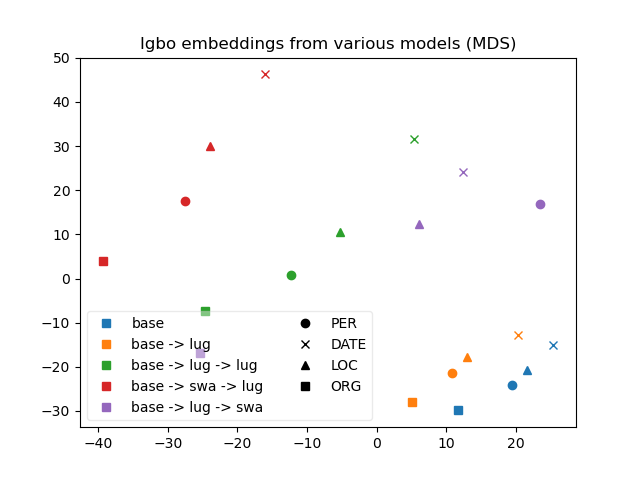 Igbo embeddings from various models (MDS)
50
40
30
20
10
0
−10
−20
−30
base
base -> lug
base -> lug -> lug
base -> swa -> lug
base -> lug -> swa
PER
DATE
LOC
ORG
−40 −30 −20 −10 0 10 20